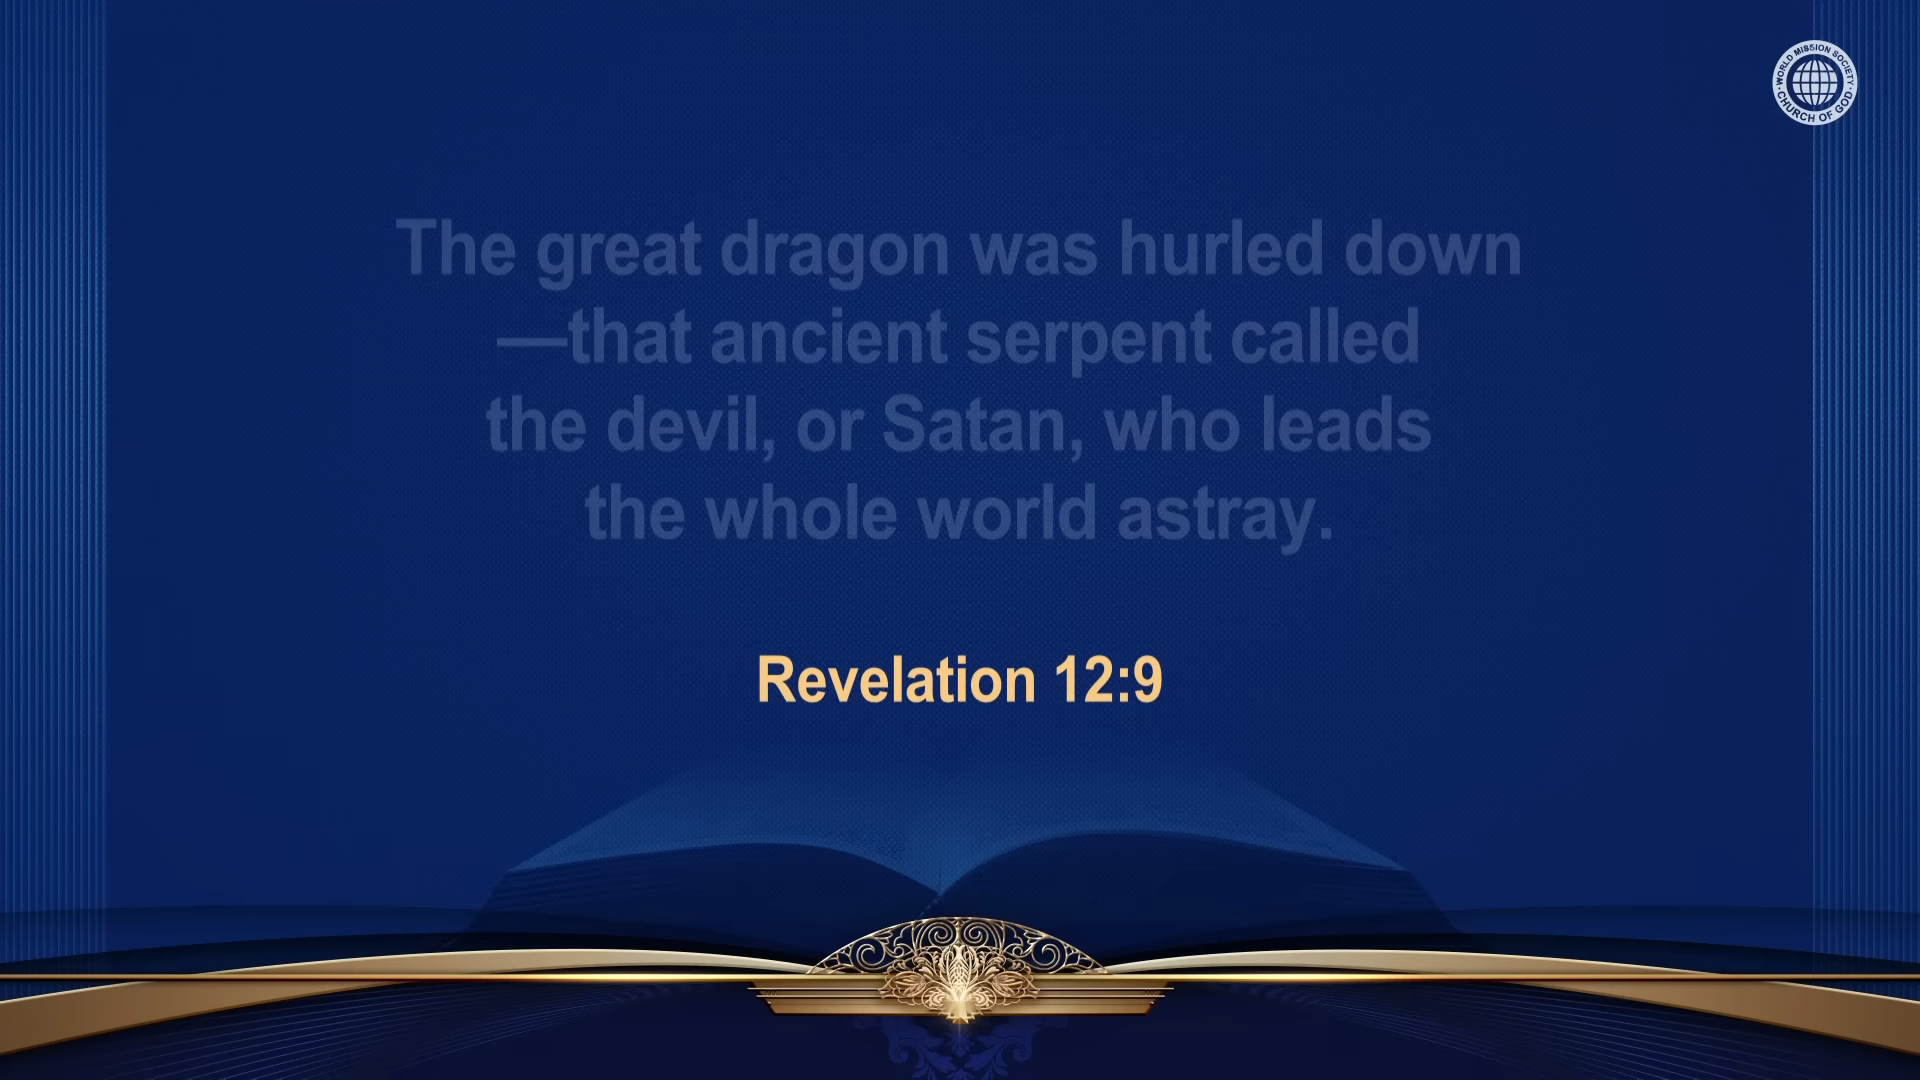 WORLD MISSION SOCIETY
CHURCH OF GOD
The great dragon was hurled down
—that ancient serpent called
the devil, or Satan, who leads
the whole world astray.
Revelation 12:9